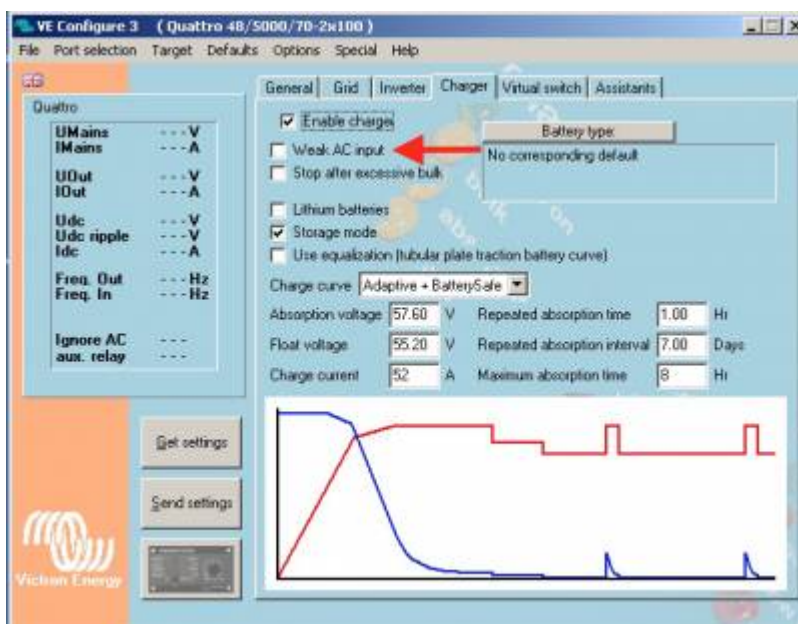 VE Configure 3 ( Quattro 48/5000/70-2x100 )
File Port selection Target Defaults Options Special Help
General Grid Inverter Charger Virtual switch Assistants
Quattro
UMains - - - V
IMains - - - A
UOut - - - V
IOut - - - A
Udc - - - V
Udc ripple - - - V
Idc - - - A
Freq. Out - - - Hz
Freq. In - - - Hz
Ignore AC - - -
aux. relay - - -
Enable charger
Weak AC input
Stop after excessive bulk
Battery type:
No corresponding default
Lithium batteries
Storage mode
Use equalization (tubular plate traction battery curve)
Charge curve Adaptive + BatterySafe
Absorption voltage 57.60 V Repeated absorption time 1.00 Hr
Float voltage 55.20 V Repeated absorption interval 7.00 Days
Charge current 52 A Maximum absorption time 8 Hr
Get settings
Send settings
Victron Energy